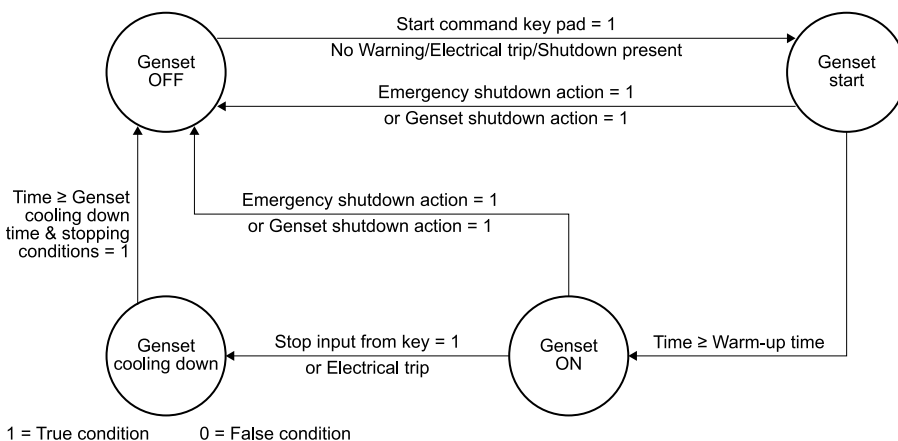 Start command key pad = 1
No Warning/Electrical trip/Shutdown present
Genset
OFF
Genset
start
Emergency shutdown action = 1
or Genset shutdown action = 1
Time ≥ Genset
cooling down
time & stopping
conditions = 1
Emergency shutdown action = 1
or Genset shutdown action = 1
Genset
cooling down
Stop input from key = 1
or Electrical trip
Genset
ON
Time ≥ Warm-up time
1 = True condition 0 = False condition